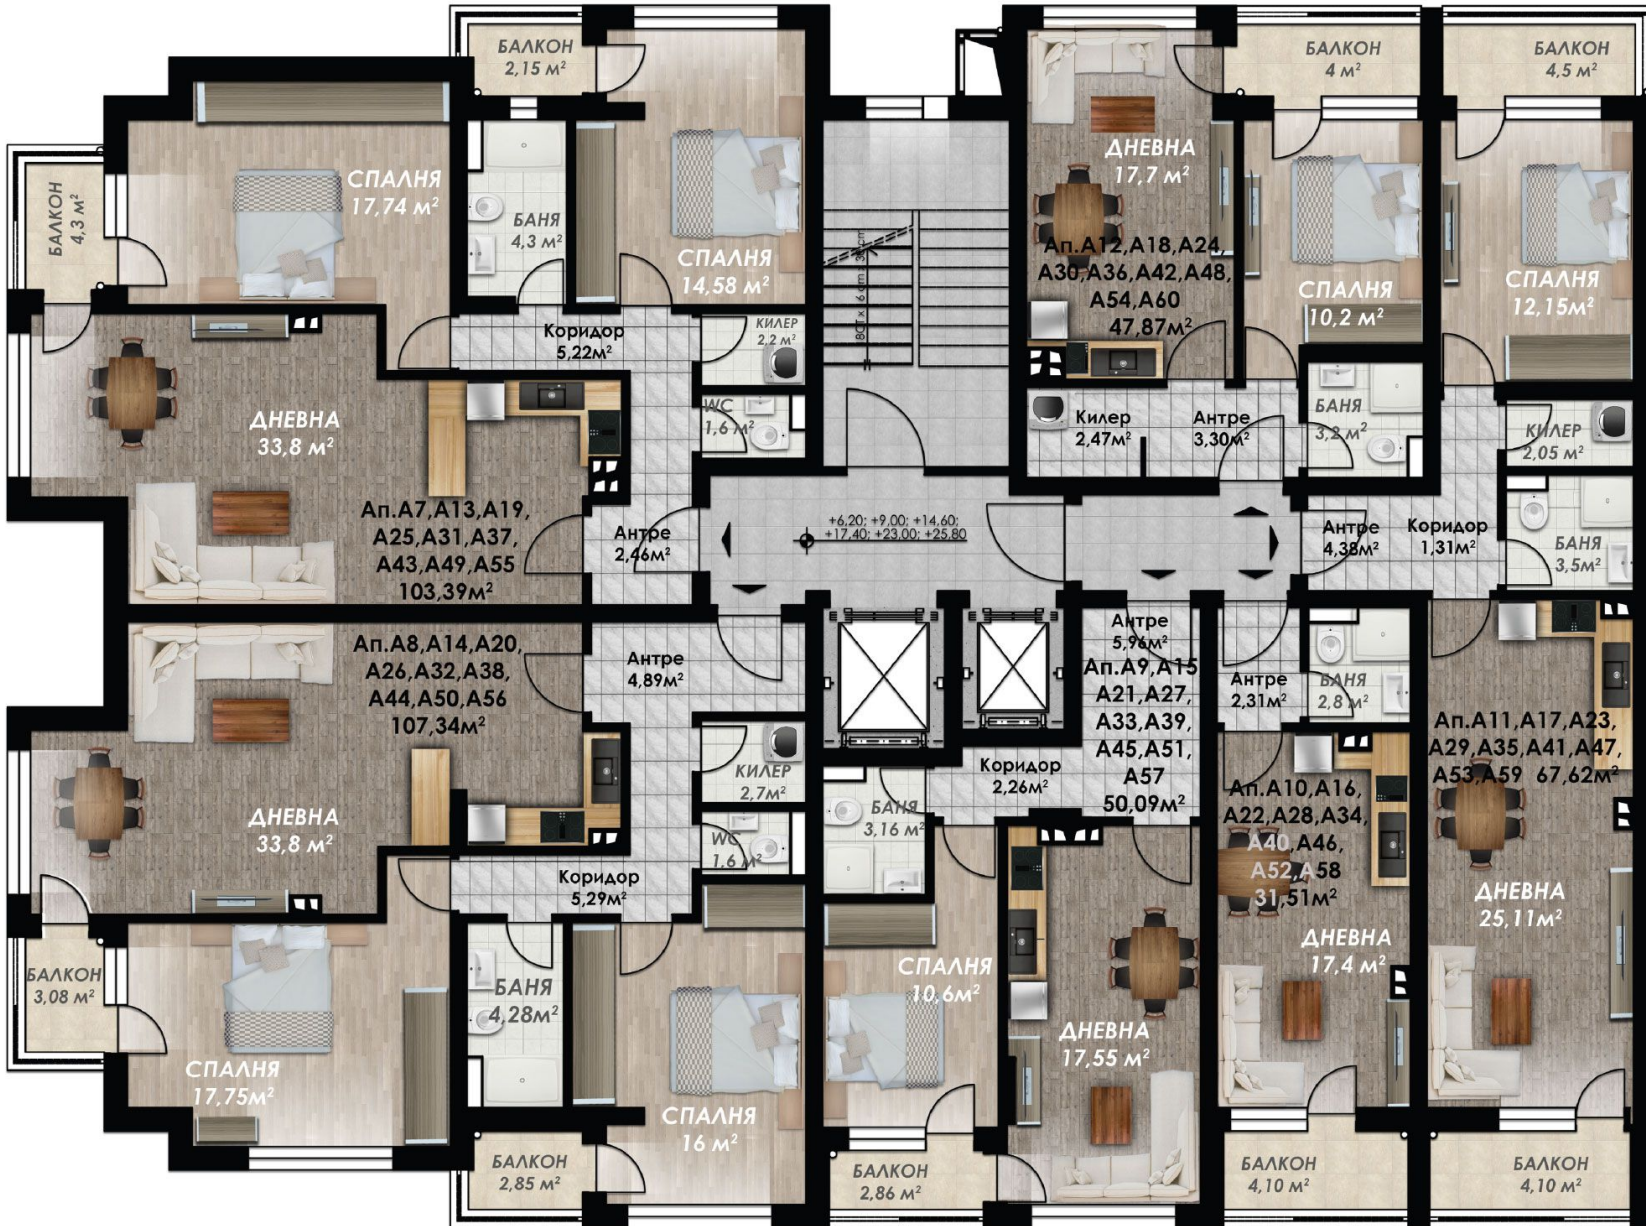 БАЛКОН
2,15 м²
СПАЛНЯ
17,74 м²
БАЛКОН
4,3 м²
БАНЯ
4,3 м²
СПАЛНЯ
14,58 м²
Коридор
5,22м²
КИЛЕР
2,2 м²
WC
1,6 м²
ДНЕВНА
33,8 м²
Ап.А7,А13,А19,
А25,А31,А37,
А43,А49,А55
103,39м²
Антре
2,46м²
18СТ x
+6,20; +9,00; +14,60;
+17,40; +23,00; +25,80
ДНЕВНА
17,7 м²
Ап.А12,А18,А24,
А30,А36,А42,А48,
А54,А60
47,87м²
БАЛКОН
4 м²
БАЛКОН
4,5 м²
СПАЛНЯ
10,2 м²
СПАЛНЯ
12,15м²
Килер
2,47м²
Антре
3,30м²
БАНЯ
3,2 м²
КИЛЕР
2,05 м²
Антре
4,38м²
Коридор
1,31м²
БАНЯ
3,5м²
Ап.А8,А14,А20,
А26,А32,А38,
А44,А50,А56
107,34м²
Антре
4,89м²
ДНЕВНА
33,8 м²
КИЛЕР
2,7м²
WC
1,6 м²
Коридор
5,29м²
БАЛКОН
3,08 м²
СПАЛНЯ
17,75м²
БАНЯ
4,28м²
СПАЛНЯ
16 м²
БАЛКОН
2,85 м²
Антре
5,96м²
Ап.А9,А15
А21,А27,
А33,А39,
А45,А51,
А57
50,09м²
Коридор
2,26м²
БАНЯ
3,16 м²
СПАЛНЯ
10,6м²
ДНЕВНА
17,55 м²
БАЛКОН
2,86 м²
Антре
2,31м²
БАНЯ
2,8 м²
Ап.А10,А16,
А22,А28,А34,
А40,А46,
А52,А58
31,51м²
ДНЕВНА
17,4 м²
БАЛКОН
4,10 м²
Ап.А11,А17,А23,
А29,А35,А41,А47,
А53,А59 67,62м²
ДНЕВНА
25,11м²
БАЛКОН
4,10 м²